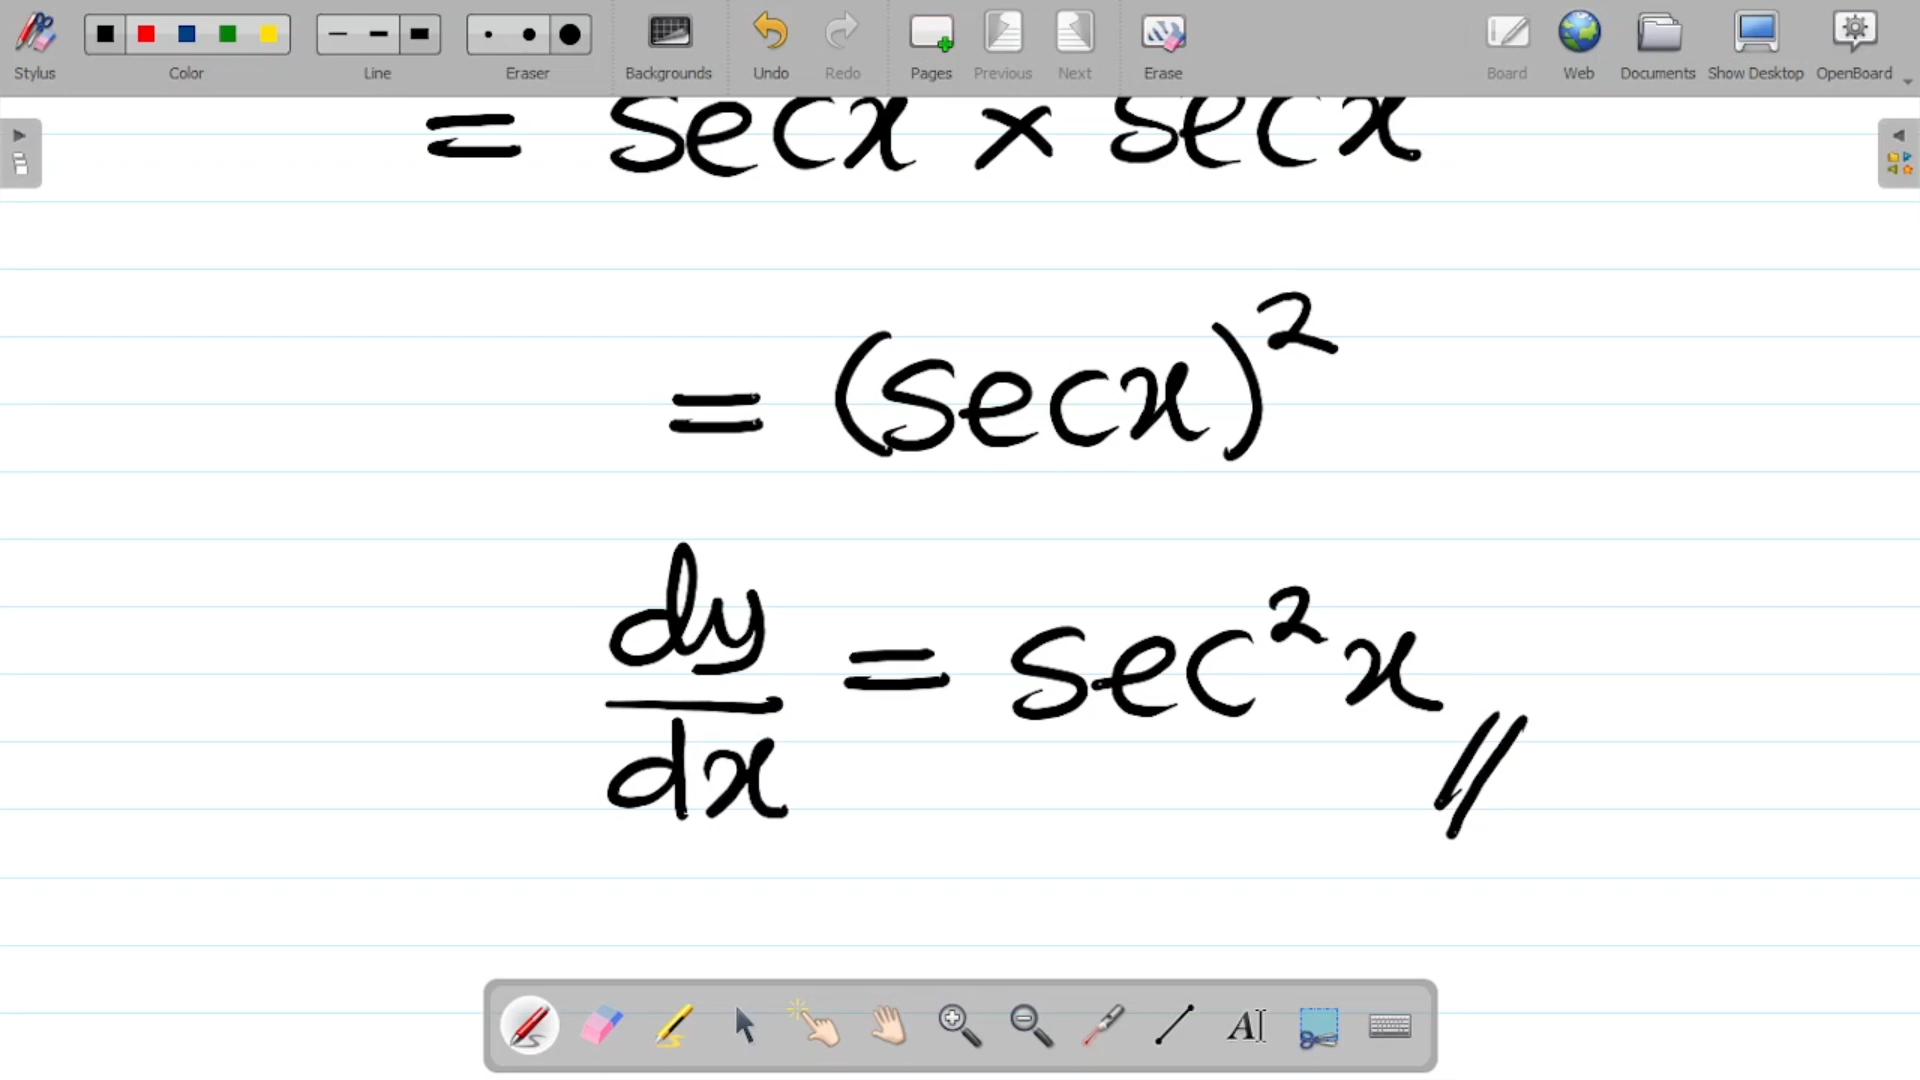 Stylus Color Line Eraser Backgrounds Undo Redo Pages Previous Next Erase Board Web Documents Show Desktop OpenBoard
= secx × secx
= (secx)²
dy/dx = sec²x //
AI